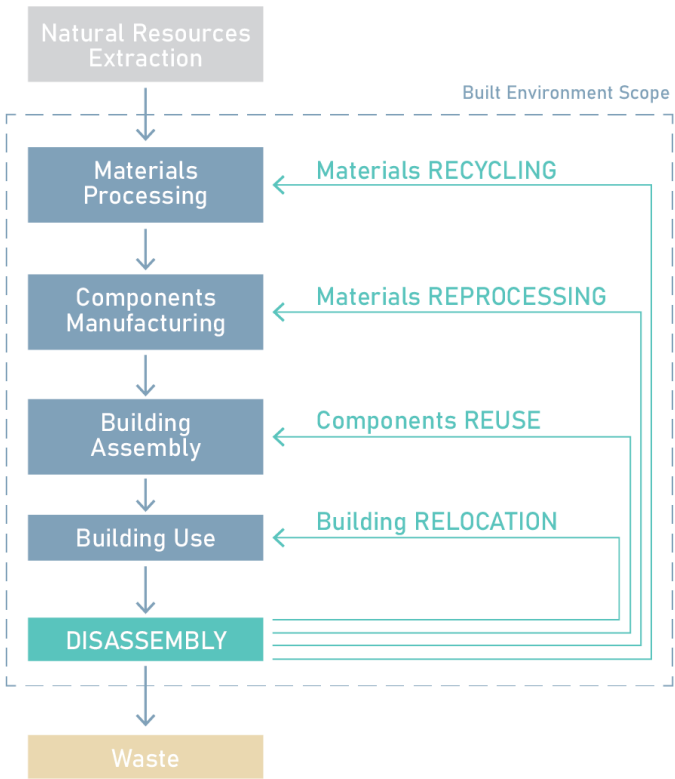 Natural Resources
Extraction
Built Environment Scope
Materials
Processing
Materials RECYCLING
Components
Manufacturing
Materials REPROCESSING
Building
Assembly
Components REUSE
Building Use
Building RELOCATION
DISASSEMBLY
Waste